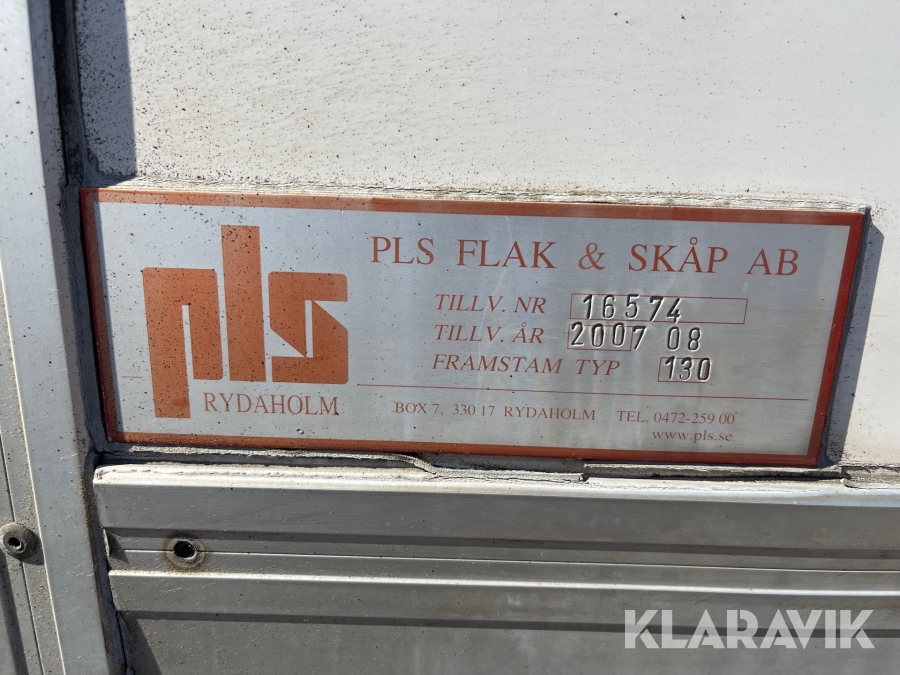 pls
RYDAHOLM
PLS FLAK & SKÅP AB
TILLV. NR 16574
TILLV. ÅR 2007 08
FRAMSTAM TYP 130
BOX 7, 330 17 RYDAHOLM TEL. 0472-259 00
www.pls.se
KLARAVIK